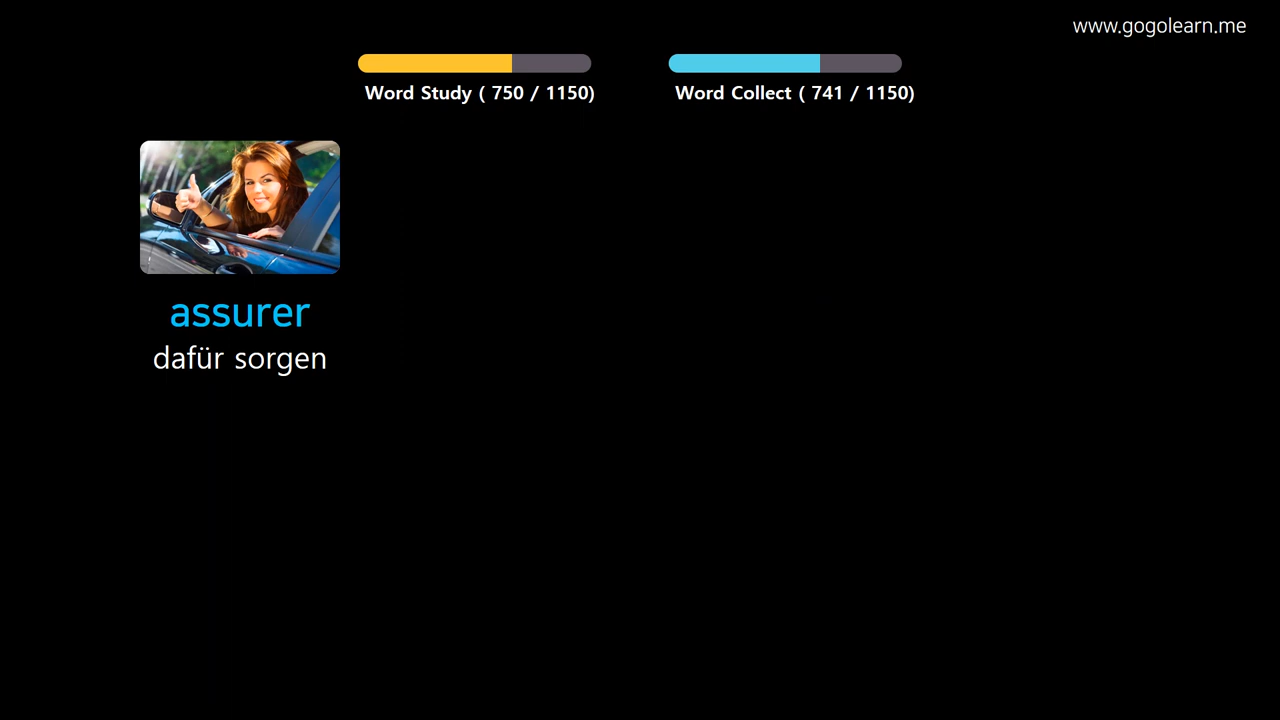 www.gogolearn.me
Word Study ( 750 / 1150)
Word Collect ( 741 / 1150)
assurer
dafür sorgen